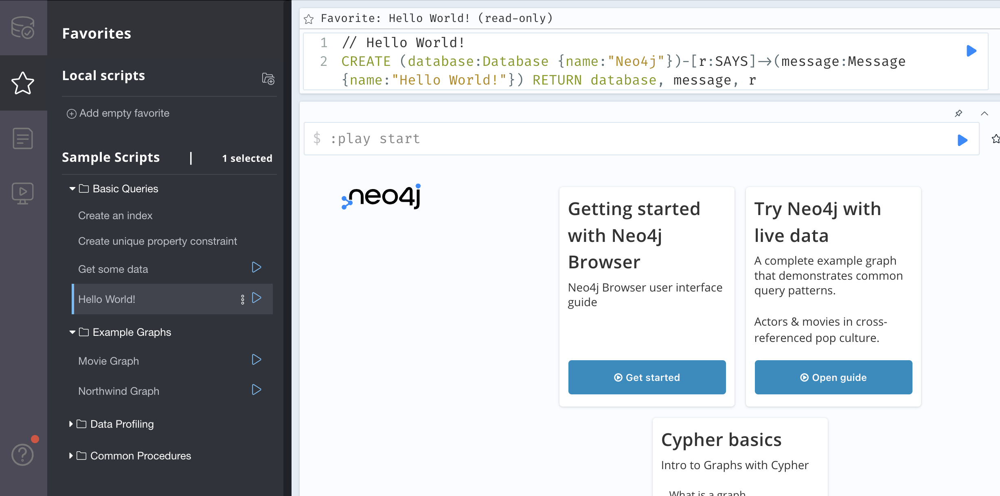 Favorites
Local scripts
Add empty favorite
Sample Scripts | 1 selected
Basic Queries
Create an index
Create unique property constraint
Get some data
Hello World!
Example Graphs
Movie Graph
Northwind Graph
Data Profiling
Common Procedures
Favorite: Hello World! (read-only)
1 // Hello World!
2 CREATE (database:Database {name:"Neo4j"})-[r:SAYS]->(message:Message
{name:"Hello World!"}) RETURN database, message, r
$ :play start
neo4j
Getting started
with Neo4j
Browser
Neo4j Browser user interface
guide
Get started
Try Neo4j with
live data
A complete example graph
that demonstrates common
query patterns.
Actors & movies in cross-
referenced pop culture.
Open guide
Cypher basics
Intro to Graphs with Cypher
What is a graph